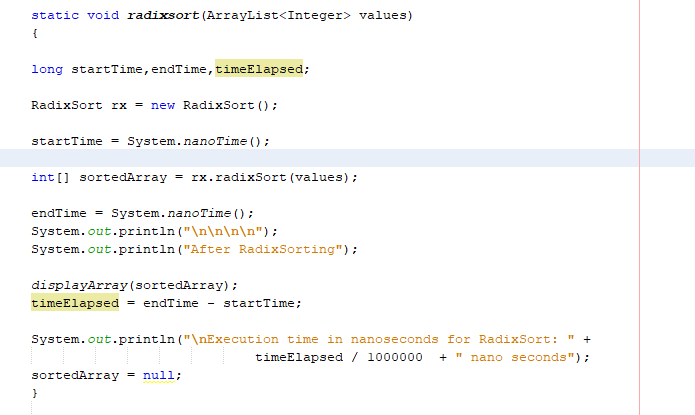 static void radixsort(ArrayList<Integer> values)
{
long startTime,endTime,timeElapsed;
RadixSort rx = new RadixSort();
startTime = System.nanoTime();
int[] sortedArray = rx.radixSort(values);
endTime = System.nanoTime();
System.out.println("\n\n\n\n");
System.out.println("After RadixSorting");
displayArray(sortedArray);
timeElapsed = endTime - startTime;
System.out.println("\nExecution time in nanoseconds for RadixSort: " +
timeElapsed / 1000000  + " nano seconds");
sortedArray = null;
}